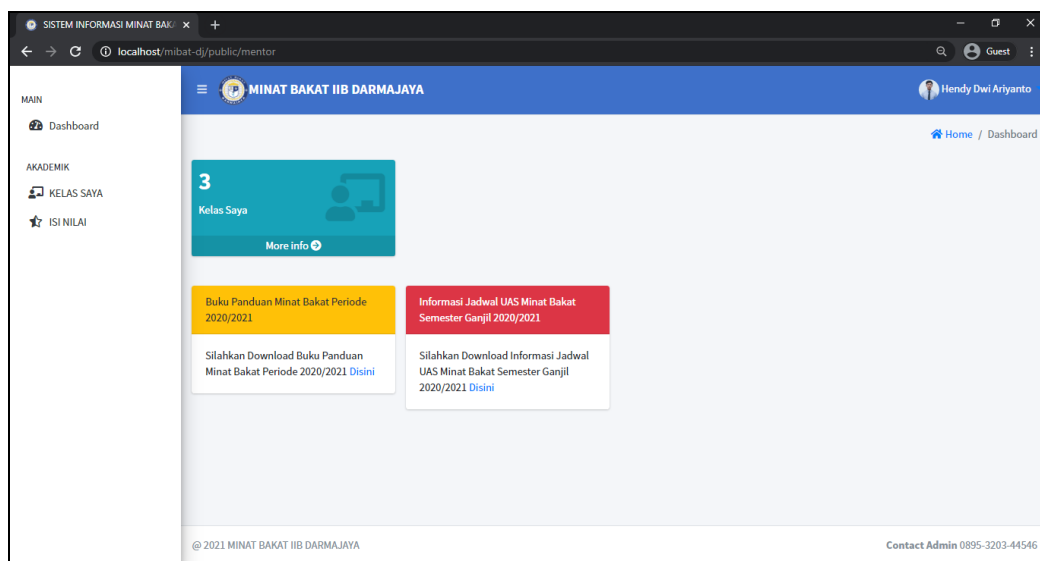 SISTEM INFORMASI MINAT BAKA
localhost/mibat-dj/public/mentor
Guest
MAIN
Dashboard
AKADEMIK
KELAS SAYA
ISI NILAI
MINAT BAKAT IIB DARMAJAYA
Hendy Dwi Ariyanto
Home / Dashboard
3
Kelas Saya
More info
Buku Panduan Minat Bakat Periode
2020/2021
Silahkan Download Buku Panduan
Minat Bakat Periode 2020/2021 Disini
Informasi Jadwal UAS Minat Bakat
Semester Ganjil 2020/2021
Silahkan Download Informasi Jadwal
UAS Minat Bakat Semester Ganjil
2020/2021 Disini
@ 2021 MINAT BAKAT IIB DARMAJAYA
Contact Admin 0895-3203-44546